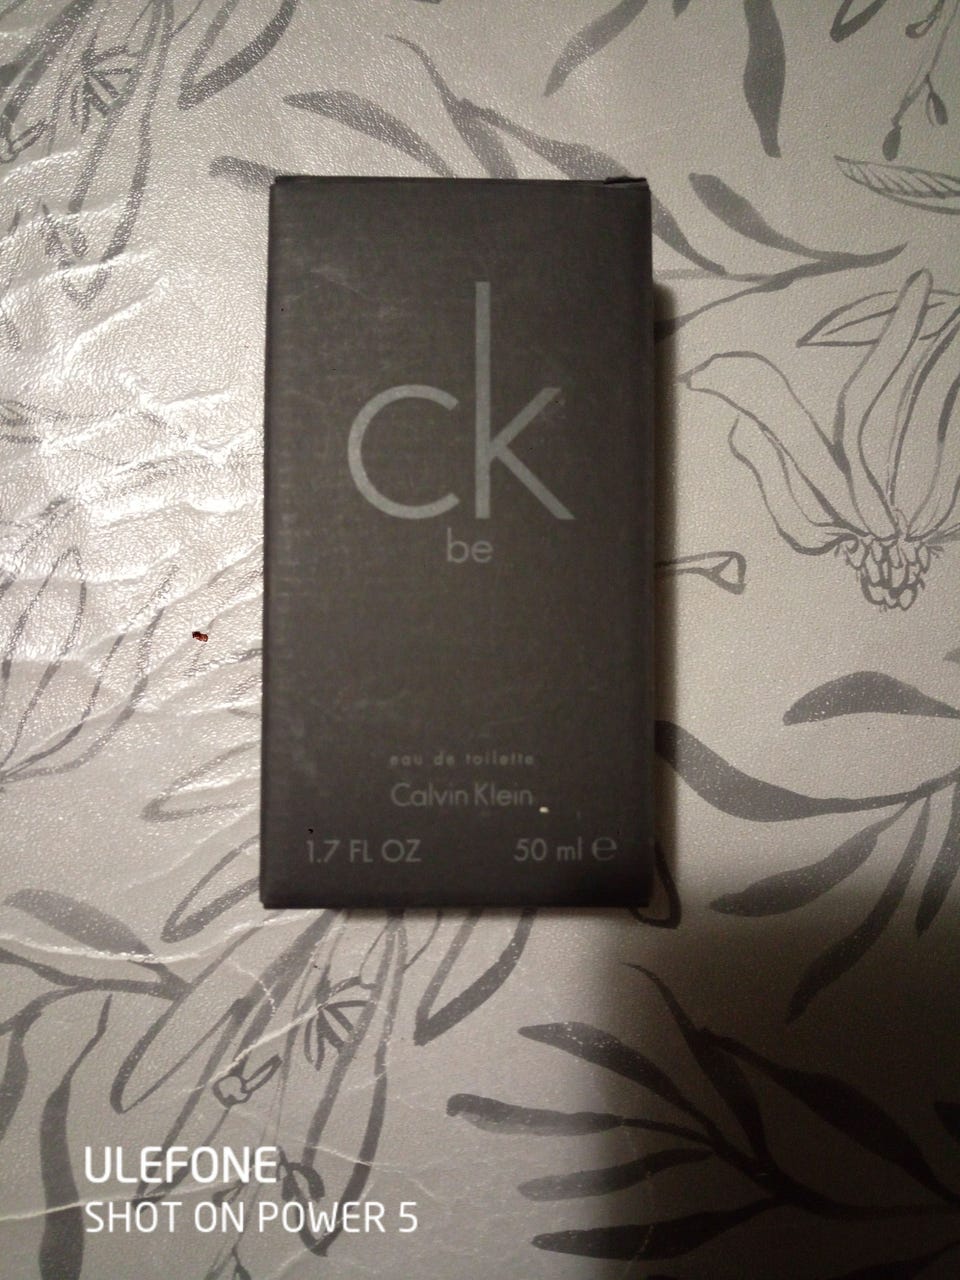 ck
be
eau de toilette
Calvin Klein
1.7 FL OZ 50 ml ℮
ULEFONE
SHOT ON POWER 5